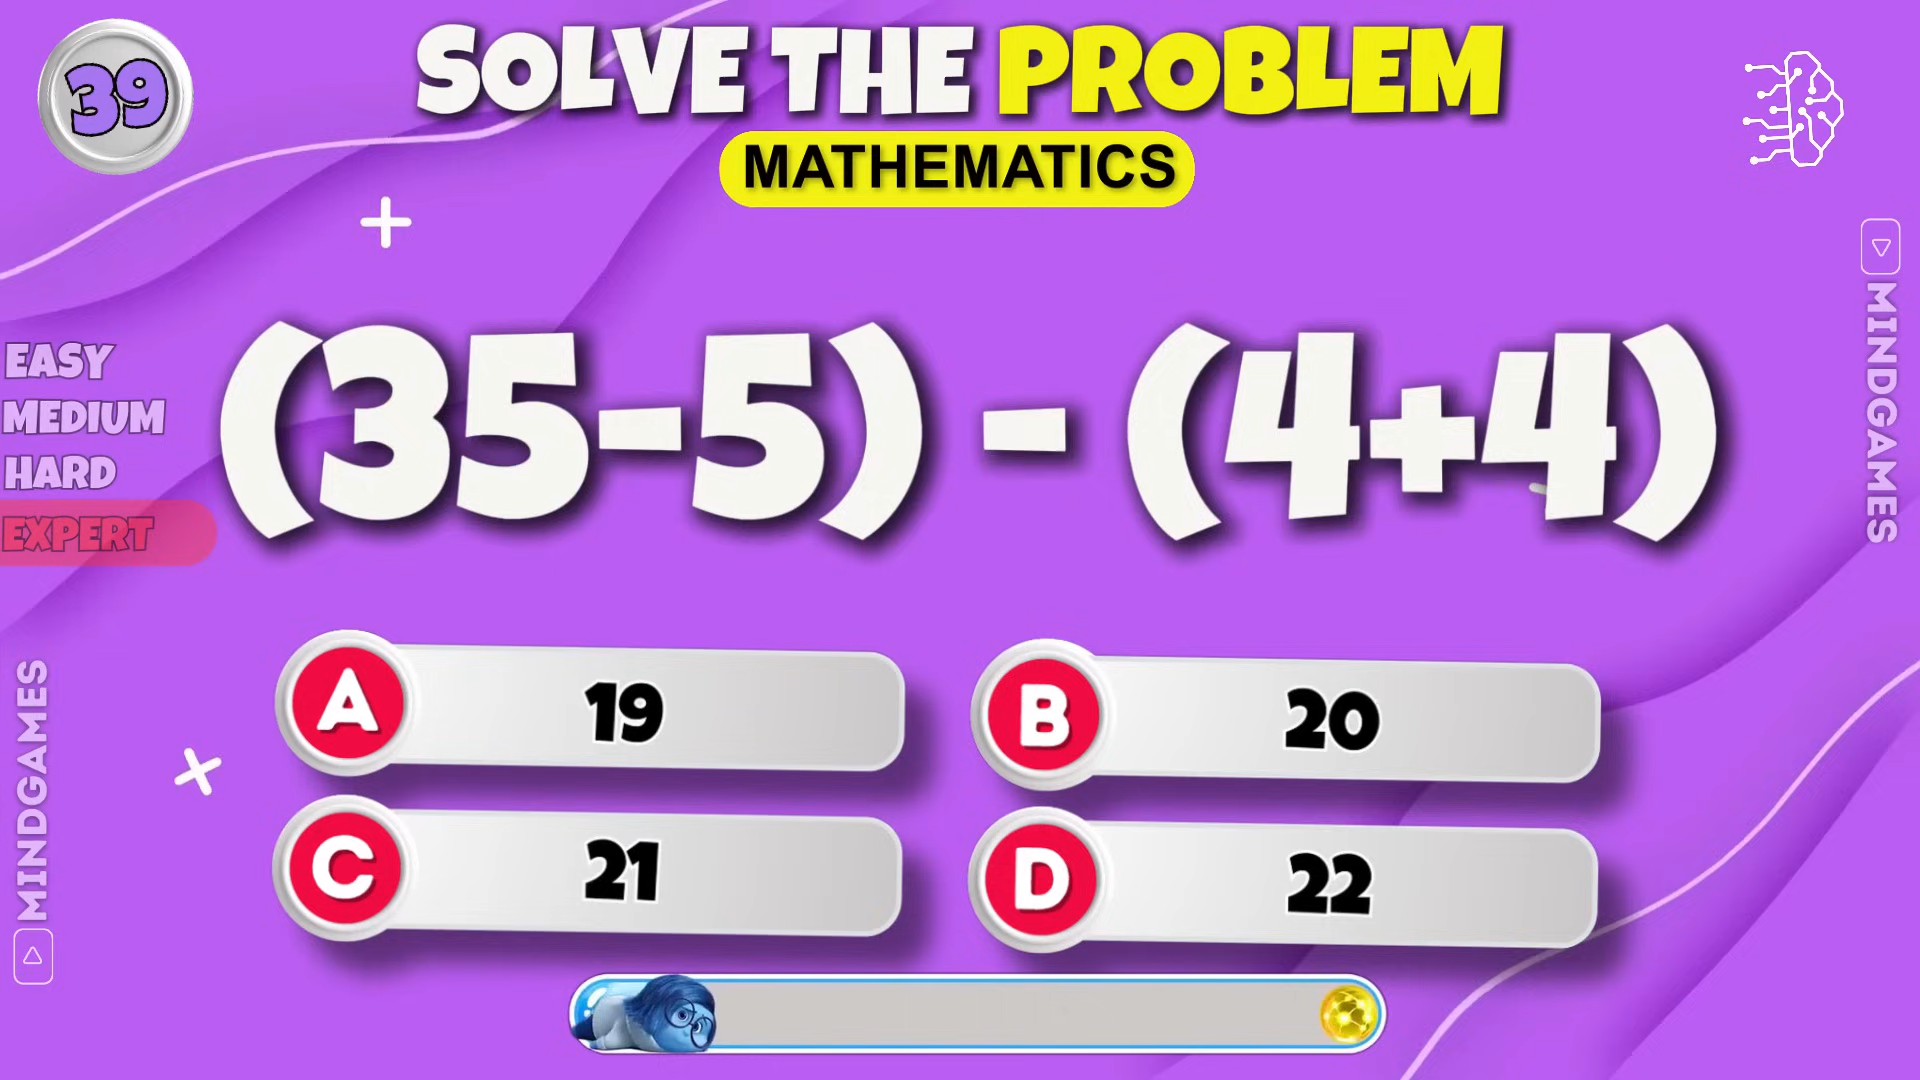 39
SOLVE THE PROBLEM
MATHEMATICS
EASY
MEDIUM
HARD
EXPERT
(35-5) - (4+4)
A 19
B 20
C 21
D 22
MINDGAMES
MINDGAMES